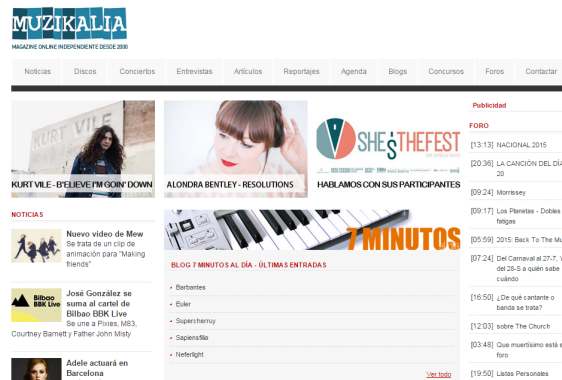 MUZIKALIA
MAGAZINE ONLINE INDEPENDIENTE DESDE 2000
Noticias Discos Conciertos Entrevistas Artículos Reportajes Agenda Blogs Concursos Foros Contactar
KURT VILE
KURT VILE - B'ELIEVE I'M GOIN' DOWN
ALONDRA BENTLEY - RESOLUTIONS
SHE'S THE FEST
HABLAMOS CON SUS PARTICIPANTES
NOTICIAS
Nuevo video de Mew
Se trata de un clip de
animación para "Making
friends"
Bilbao
BBK Live
José González se
suma al cartel de
Bilbao BBK Live
Se une a Pixies, M83,
Courtney Barnett y Father John Misty
Adele actuará en
Barcelona
7 MINUTOS
BLOG 7 MINUTOS AL DÍA - ÚLTIMAS ENTRADAS
Barbantes
Euler
Supercherruy
Sapiensfilia
Neferlight
Ver todo
Publicidad
FORO
[13:13] NACIONAL 2015
[20:36] LA CANCIÓN DEL DÍA
20
[09:24] Morrissey
[09:17] Los Planetas - Dobles
fatigas
[05:59] 2015: Back To The Mu
[07:24] Del Carnaval al 27-7, Y
del 28-S a quién sabe
cuándo
[16:50] ¿De qué cantante o
banda se trata?
[12:03] sobre The Church
[03:48] Que muertísimo está e
foro
[19:50] Listas Personales